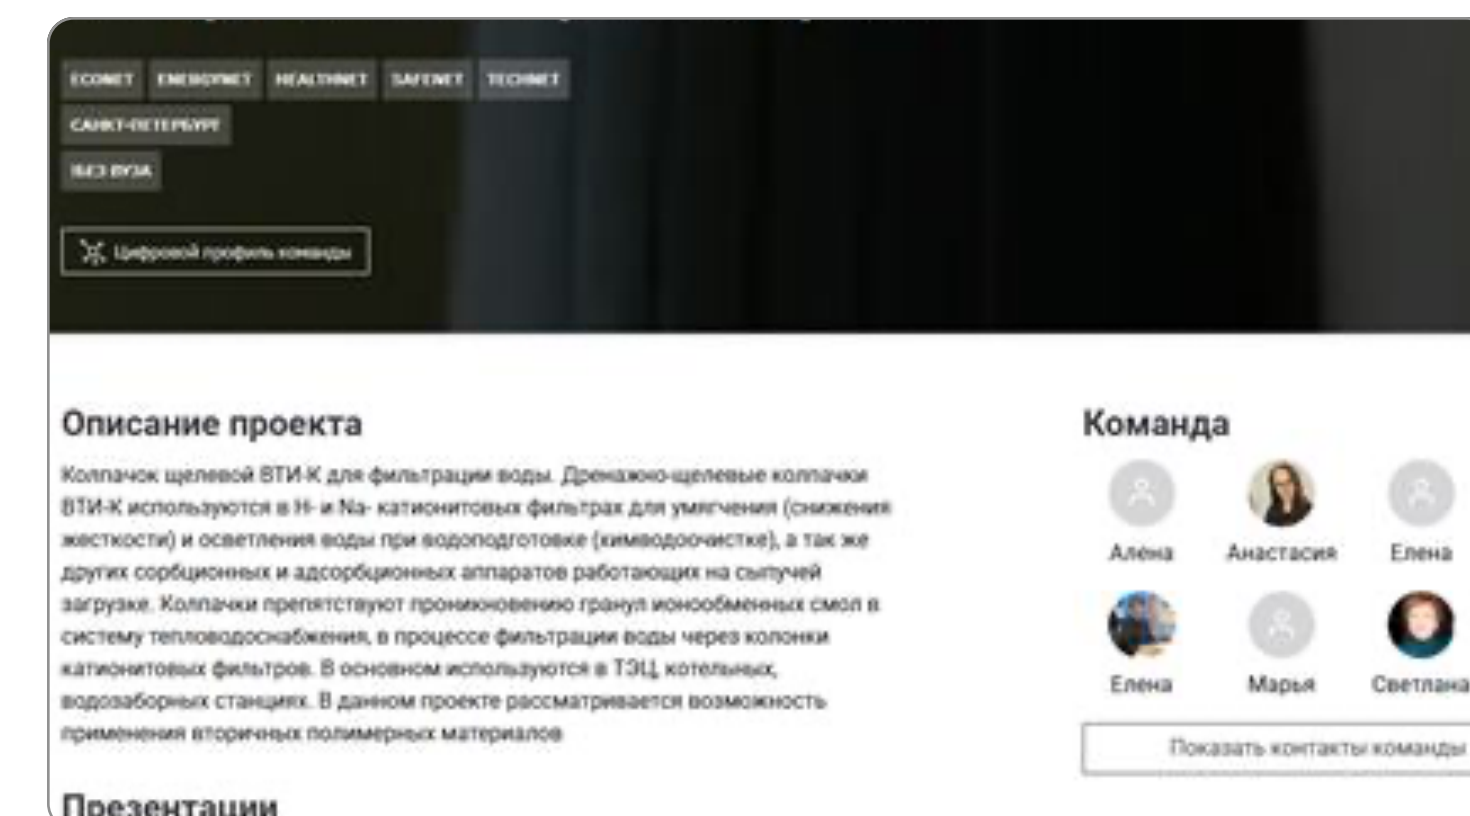 ECONET ENERGYNET HEALTHNET SAFENET TECHNET
САНКТ-ПЕТЕРБУРГ
!БЕЗ ВУЗА
Цифровой профиль команды
Описание проекта
Колпачок щелевой ВТИ-К для фильтрации воды. Дренажно-щелевые колпачки
ВТИ-К используются в H- и Na- катионитовых фильтрах для умягчения (снижения
жесткости) и осветления воды при водоподготовке (химводоочистке), а так же
других сорбционных и адсорбционных аппаратов работающих на сыпучей
загрузке. Колпачки препятствуют проникновению гранул ионообменных смол в
систему тепловодоснабжения, в процессе фильтрации воды через колонки
катионитовых фильтров. В основном используются в ТЭЦ, котельных,
водозаборных станциях. В данном проекте рассматривается возможность
применения вторичных полимерных материалов
Презентации
Команда
Алена Анастасия Елена
Елена Марья Светлана
Показать контакты команды